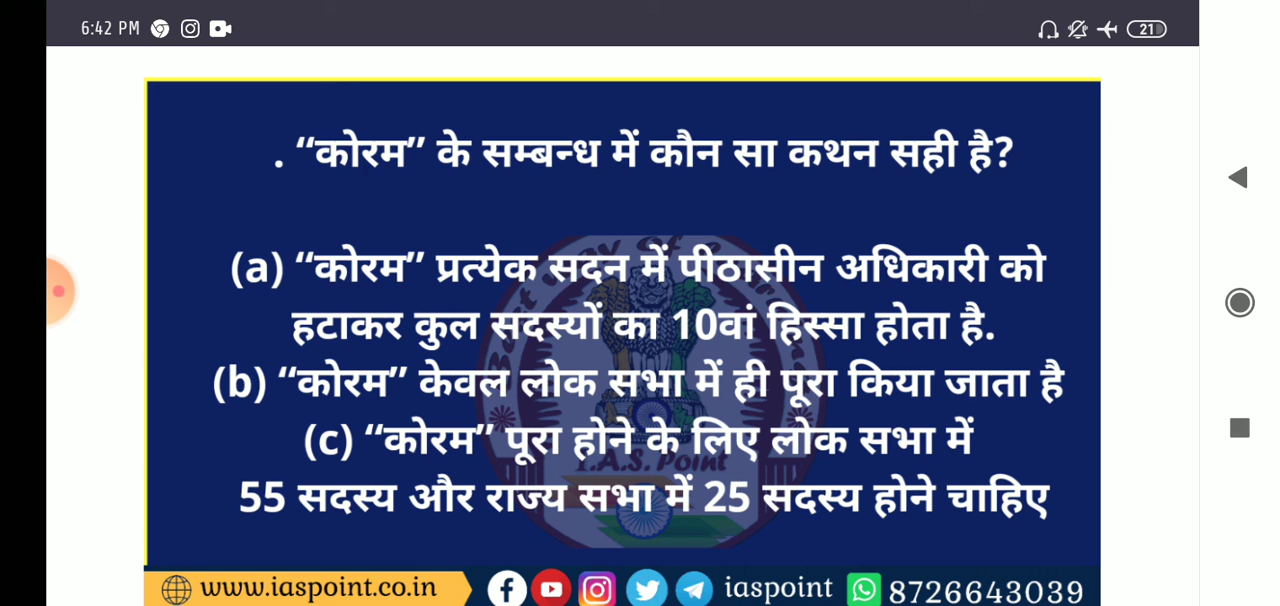 6:42 PM
21
. “कोरम” के सम्बन्ध में कौन सा कथन सही है?
(a) “कोरम” प्रत्येक सदन में पीठासीन अधिकारी को
हटाकर कुल सदस्यों का 10वां हिस्सा होता है.
(b) “कोरम” केवल लोक सभा में ही पूरा किया जाता है
(c) “कोरम” पूरा होने के लिए लोक सभा में
55 सदस्य और राज्य सभा में 25 सदस्य होने चाहिए
I.A.S. Point
www.iaspoint.co.in iaspoint 8726643039